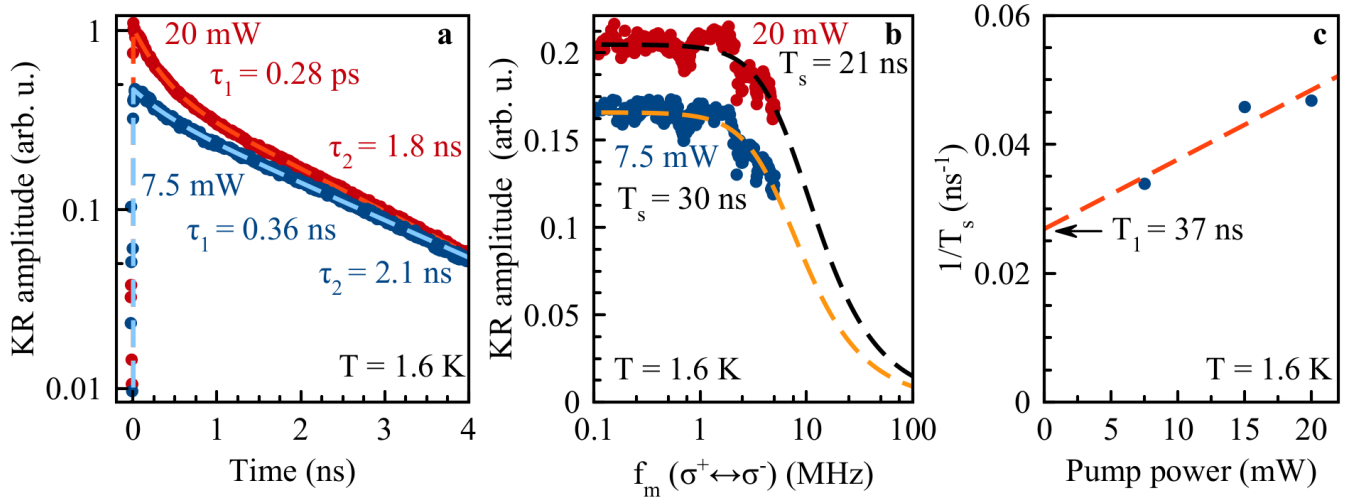 a
20 mW
τ1 = 0.28 ps
τ2 = 1.8 ns
7.5 mW
τ1 = 0.36 ns
τ2 = 2.1 ns
T = 1.6 K
KR amplitude (arb. u.)
1
0.1
0.01
0 1 2 3 4
Time (ns)
b
20 mW
Ts = 21 ns
7.5 mW
Ts = 30 ns
T = 1.6 K
KR amplitude (arb. u.)
0.2
0.15
0.1
0.05
0
0.1 1 10 100
fm (σ+↔σ-) (MHz)
c
T1 = 37 ns
T = 1.6 K
1/Ts (ns-1)
0.06
0.04
0.02
0
0 5 10 15 20
Pump power (mW)